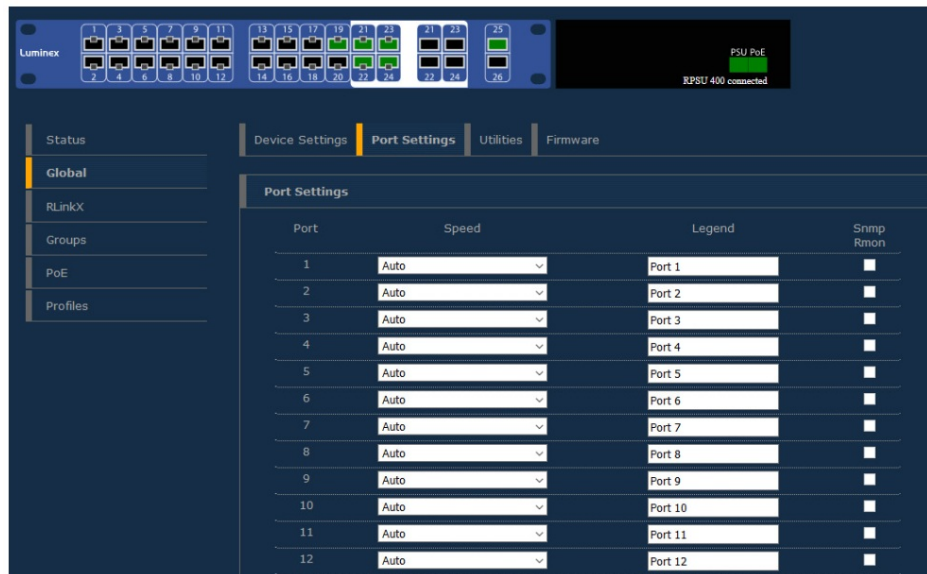 1 3 5 7 9 11 13 15 17 19 21 23 21 23 25
Luminex
PSU PoE
RPSU 400 connected
2 4 6 8 10 12 14 16 18 20 22 24 22 24 26
Status
Global
RLinkX
Groups
PoE
Profiles
Device Settings Port Settings Utilities Firmware
Port Settings
Port Speed Legend Snmp
Rmon
1 Auto Port 1
2 Auto Port 2
3 Auto Port 3
4 Auto Port 4
5 Auto Port 5
6 Auto Port 6
7 Auto Port 7
8 Auto Port 8
9 Auto Port 9
10 Auto Port 10
11 Auto Port 11
12 Auto Port 12